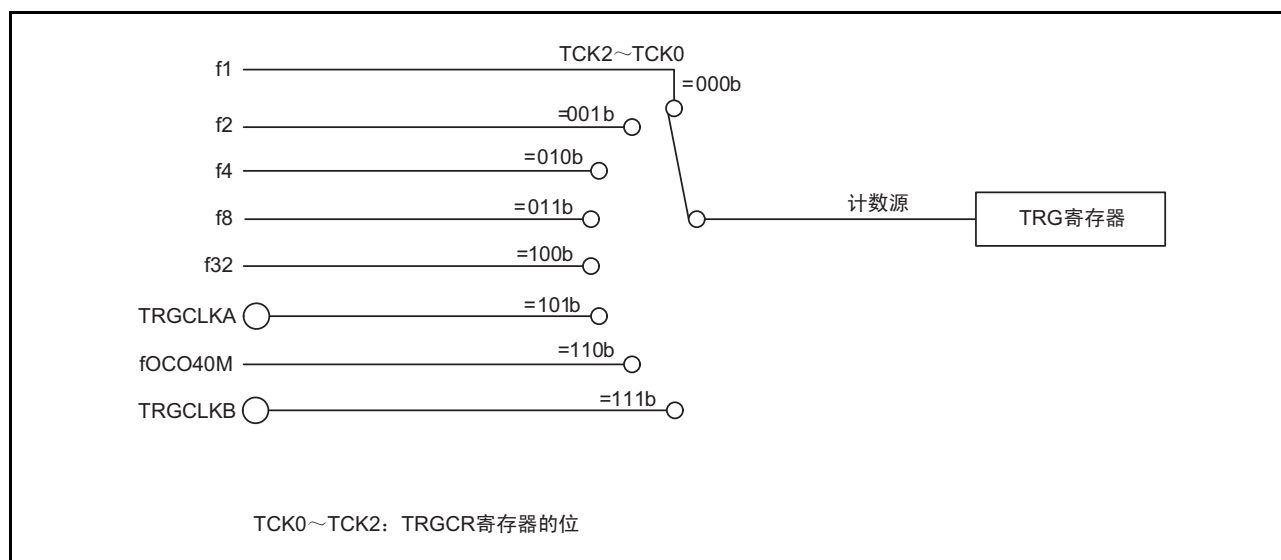 TCK2～TCK0
f1
=000b
f2
=001b
f4
=010b
f8
=011b
计数源
TRG寄存器
f32
=100b
TRGCLKA
=101b
fOCO40M
=110b
TRGCLKB
=111b
TCK0～TCK2：TRGCR寄存器的位